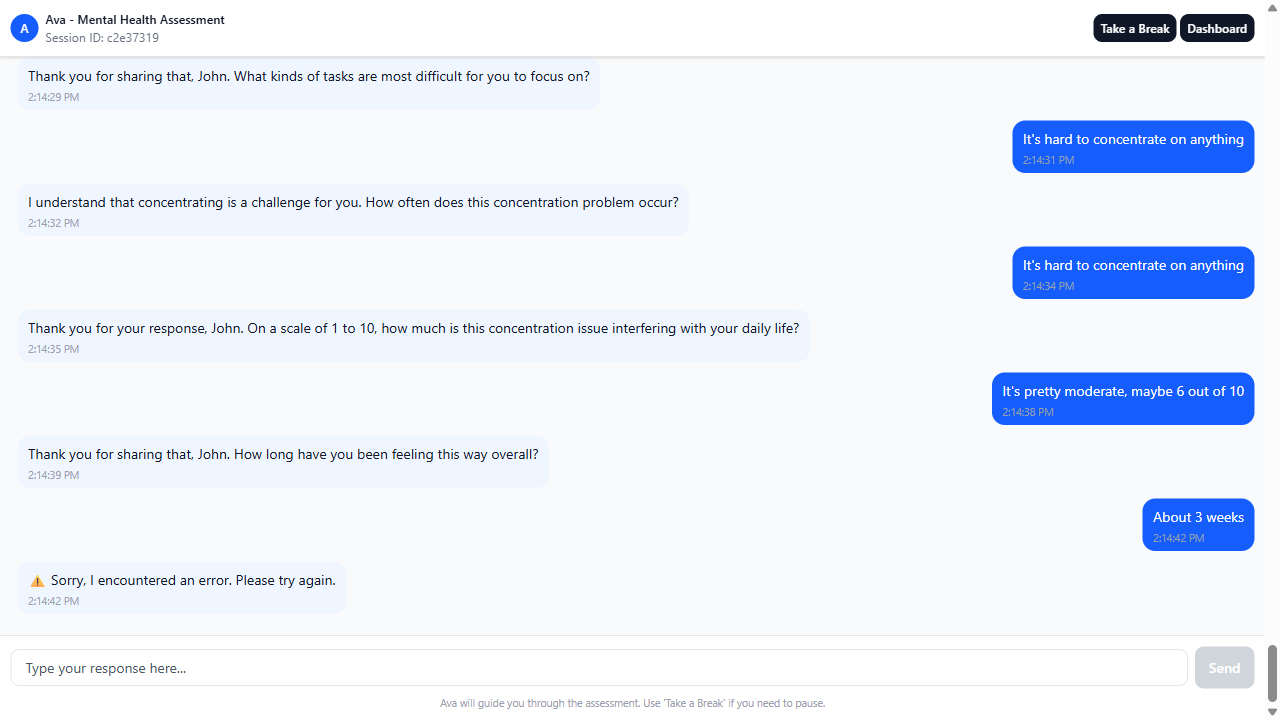 A
Ava - Mental Health Assessment
Session ID: c2e37319
Take a Break
Dashboard
Thank you for sharing that, John. What kinds of tasks are most difficult for you to focus on?
2:14:29 PM
It's hard to concentrate on anything
2:14:31 PM
I understand that concentrating is a challenge for you. How often does this concentration problem occur?
2:14:32 PM
It's hard to concentrate on anything
2:14:34 PM
Thank you for your response, John. On a scale of 1 to 10, how much is this concentration issue interfering with your daily life?
2:14:35 PM
It's pretty moderate, maybe 6 out of 10
2:14:38 PM
Thank you for sharing that, John. How long have you been feeling this way overall?
2:14:39 PM
About 3 weeks
2:14:42 PM
⚠️ Sorry, I encountered an error. Please try again.
2:14:42 PM
Type your response here...
Send
Ava will guide you through the assessment. Use 'Take a Break' if you need to pause.